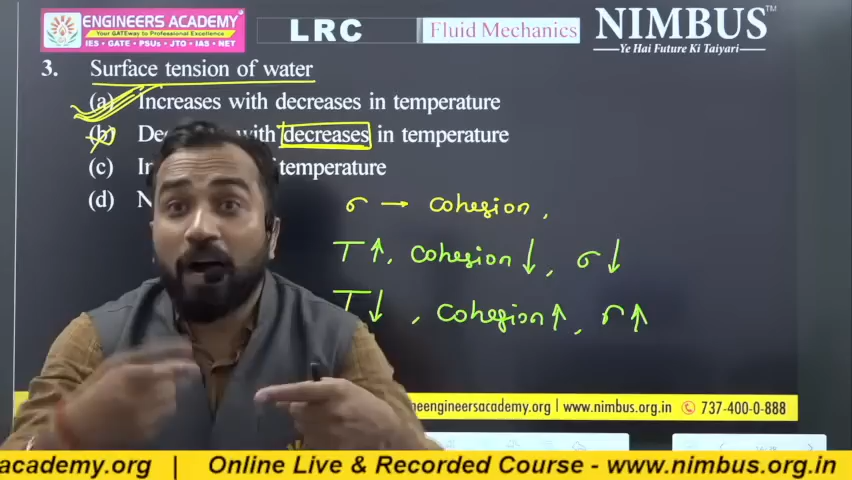 ENGINEERS ACADEMY
Your GATEway to Professional Excellence
IES • GATE • PSUs • JTO • IAS • NET
LRC
Fluid Mechanics
NIMBUS™
Ye Hai Future Ki Taiyari
3. Surface tension of water
(a) Increases with decreases in temperature
(b) De with decreases in temperature
(c) In f temperature
(d) N
σ → cohesion,
T↑, cohesion↓, σ↓
T↓, cohesion↑, σ↑
eengineersacademy.org | www.nimbus.org.in 737-400-0-888
academy.org | Online Live & Recorded Course - www.nimbus.org.in